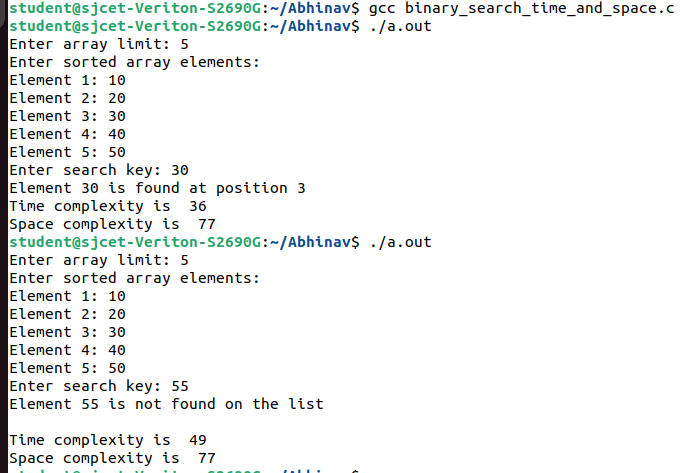 student@sjcet-Veriton-S2690G:~/Abhinav$ gcc binary_search_time_and_space.c
student@sjcet-Veriton-S2690G:~/Abhinav$ ./a.out
Enter array limit: 5
Enter sorted array elements:
Element 1: 10
Element 2: 20
Element 3: 30
Element 4: 40
Element 5: 50
Enter search key: 30
Element 30 is found at position 3
Time complexity is  36
Space complexity is  77
student@sjcet-Veriton-S2690G:~/Abhinav$ ./a.out
Enter array limit: 5
Enter sorted array elements:
Element 1: 10
Element 2: 20
Element 3: 30
Element 4: 40
Element 5: 50
Enter search key: 55
Element 55 is not found on the list
Time complexity is  49
Space complexity is  77